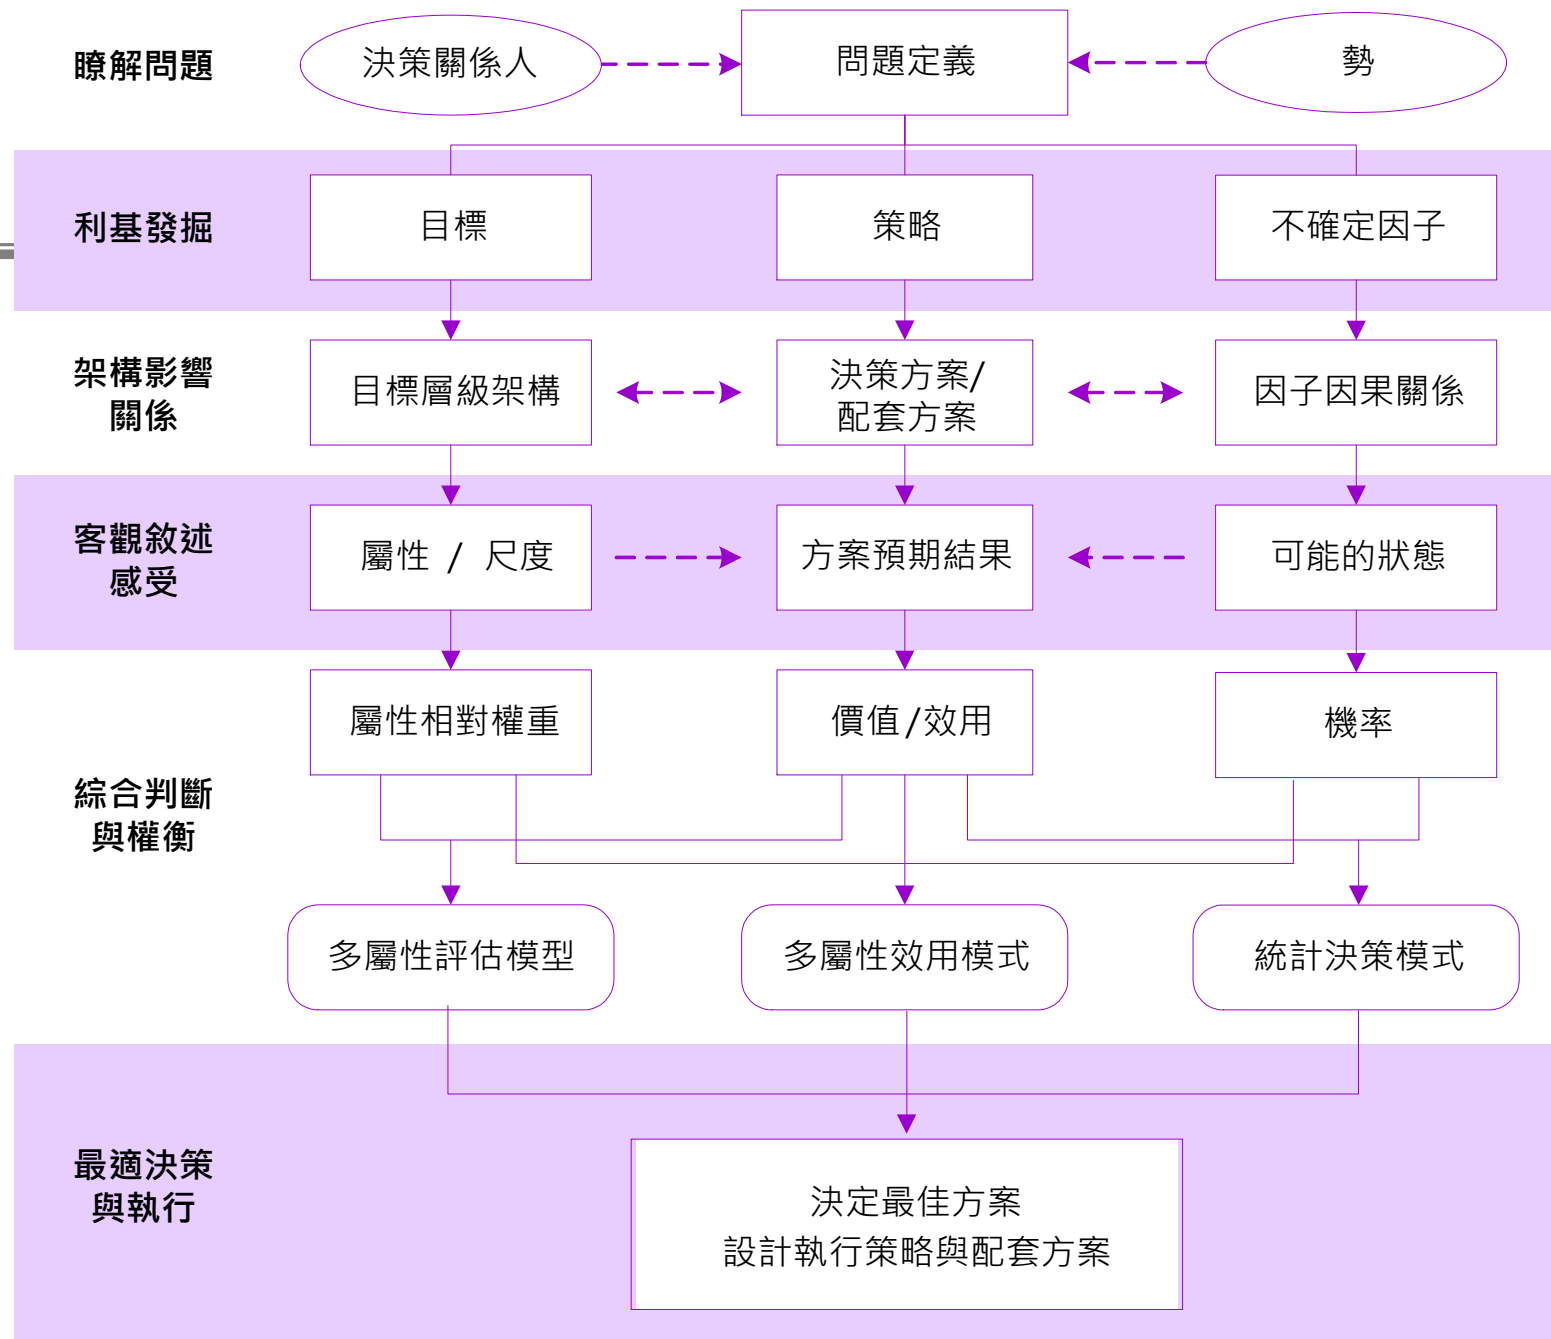 瞭解問題
決策關係人
問題定義
勢
利基發掘
目標
策略
不確定因子
架構影響
關係
目標層級架構
決策方案/
配套方案
因子因果關係
客觀敘述
感受
屬性 / 尺度
方案預期結果
可能的狀態
屬性相對權重
價值/效用
機率
綜合判斷
與權衡
多屬性評估模型
多屬性效用模式
統計決策模式
最適決策
與執行
決定最佳方案
設計執行策略與配套方案